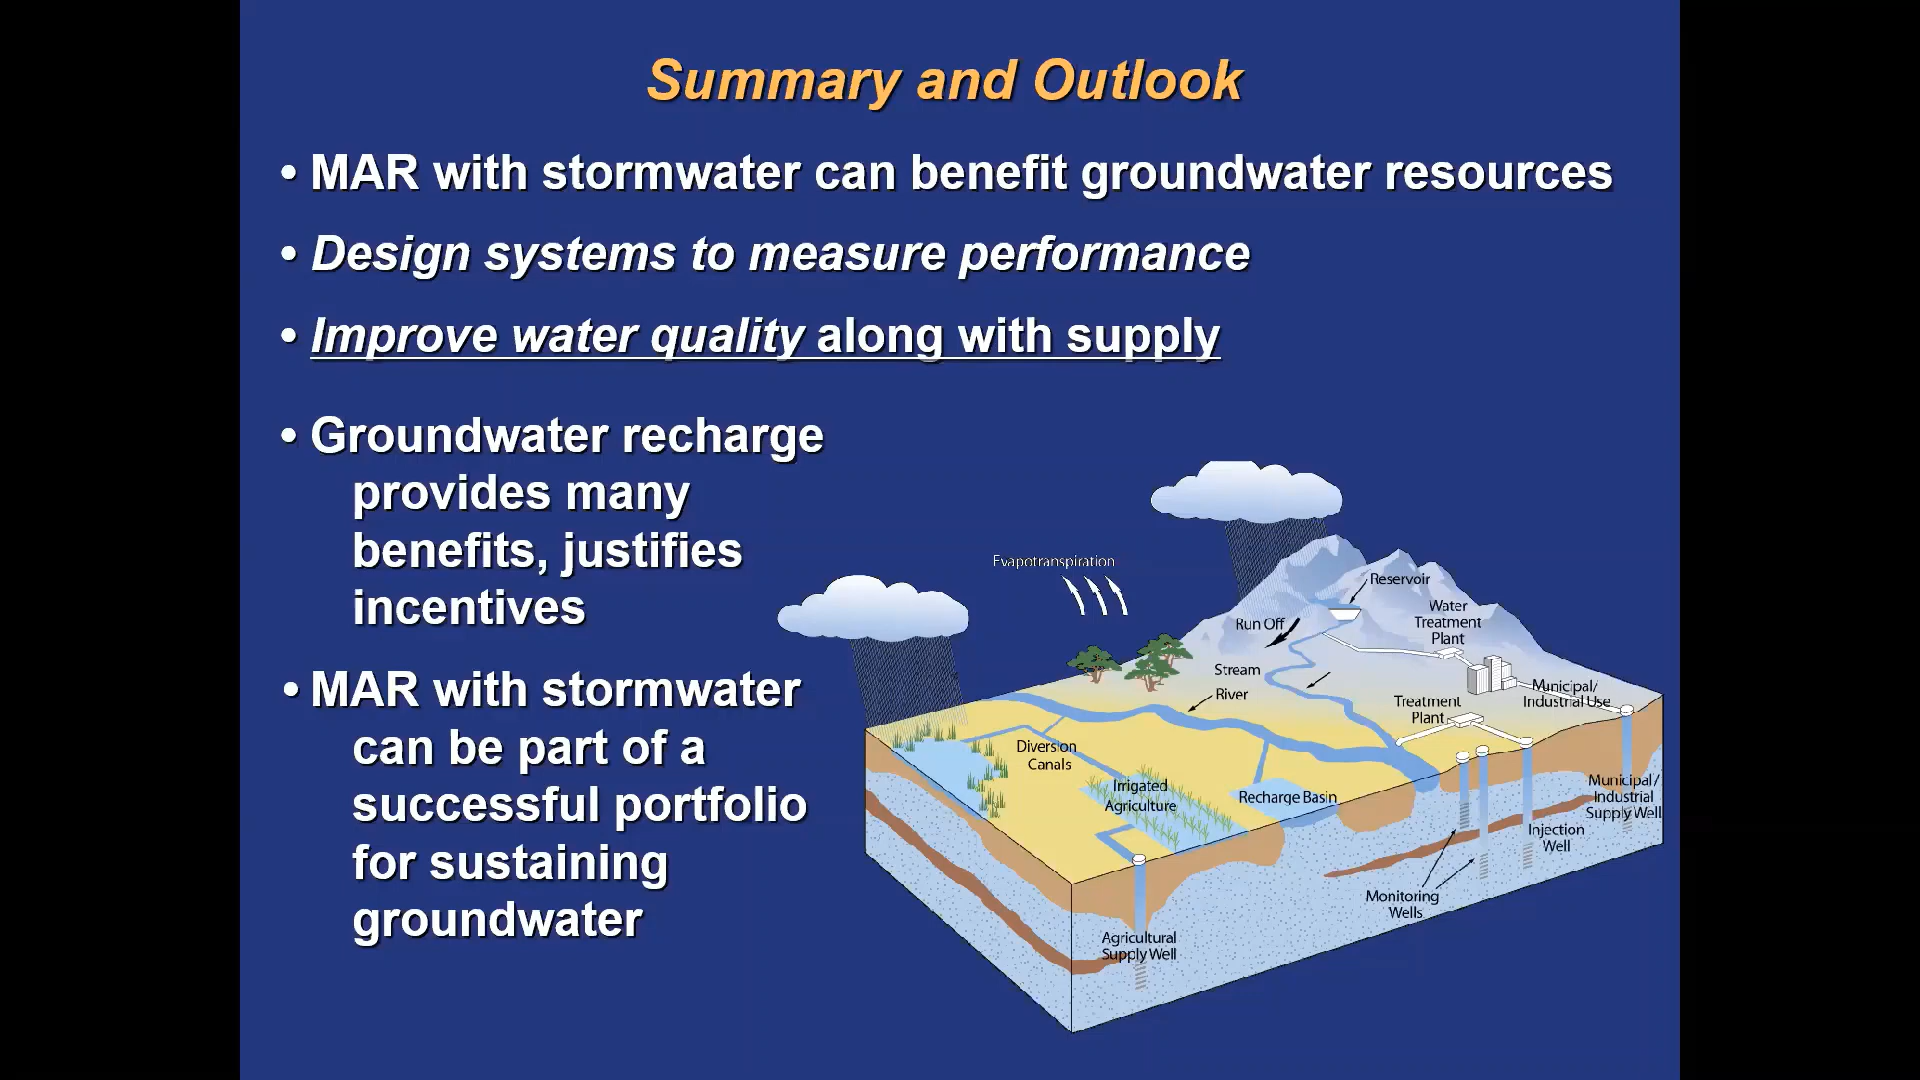 Summary and Outlook
• MAR with stormwater can benefit groundwater resources
• Design systems to measure performance
• Improve water quality along with supply
• Groundwater recharge
provides many
benefits, justifies
incentives
• MAR with stormwater
can be part of a
successful portfolio
for sustaining
groundwater
Evapotranspiration
Reservoir
Water
Treatment
Plant
Run Off
Stream
River
Municipal/
Industrial Use
Treatment
Plant
Diversion
Canals
Irrigated
Agriculture
Recharge Basin
Municipal/
Industrial
Supply Well
Injection
Well
Monitoring
Wells
Agricultural
Supply Well